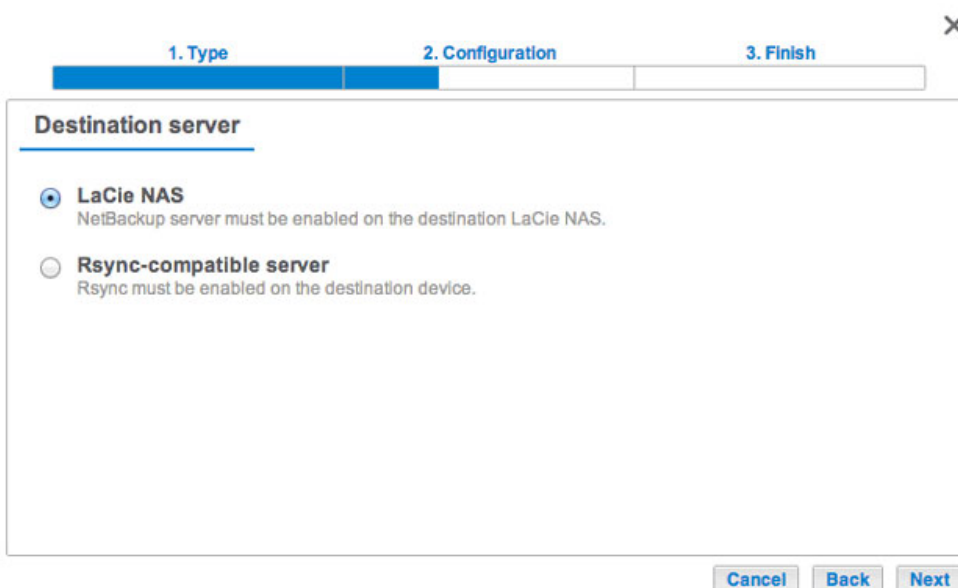 1. Type 2. Configuration 3. Finish
Destination server
LaCie NAS
NetBackup server must be enabled on the destination LaCie NAS.
Rsync-compatible server
Rsync must be enabled on the destination device.
Cancel Back Next